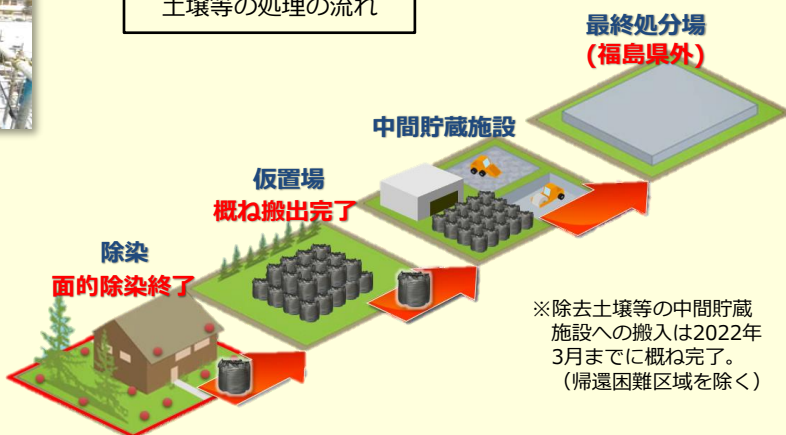 土壌等の処理の流れ
最終処分場
(福島県外)
中間貯蔵施設
仮置場
概ね搬出完了
除染
面的除染終了
※除去土壌等の中間貯蔵
施設への搬入は2022年
3月までに概ね完了。
（帰還困難区域を除く）